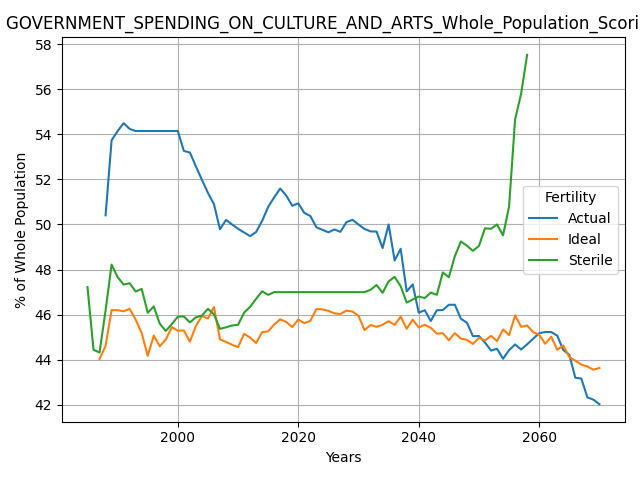 GOVERNMENT_SPENDING_ON_CULTURE_AND_ARTS_Whole_Population_Scori
58
56
54
52
50
48
46
44
42
% of Whole Population
Fertility
Actual
Ideal
Sterile
2000
2020
2040
2060
Years